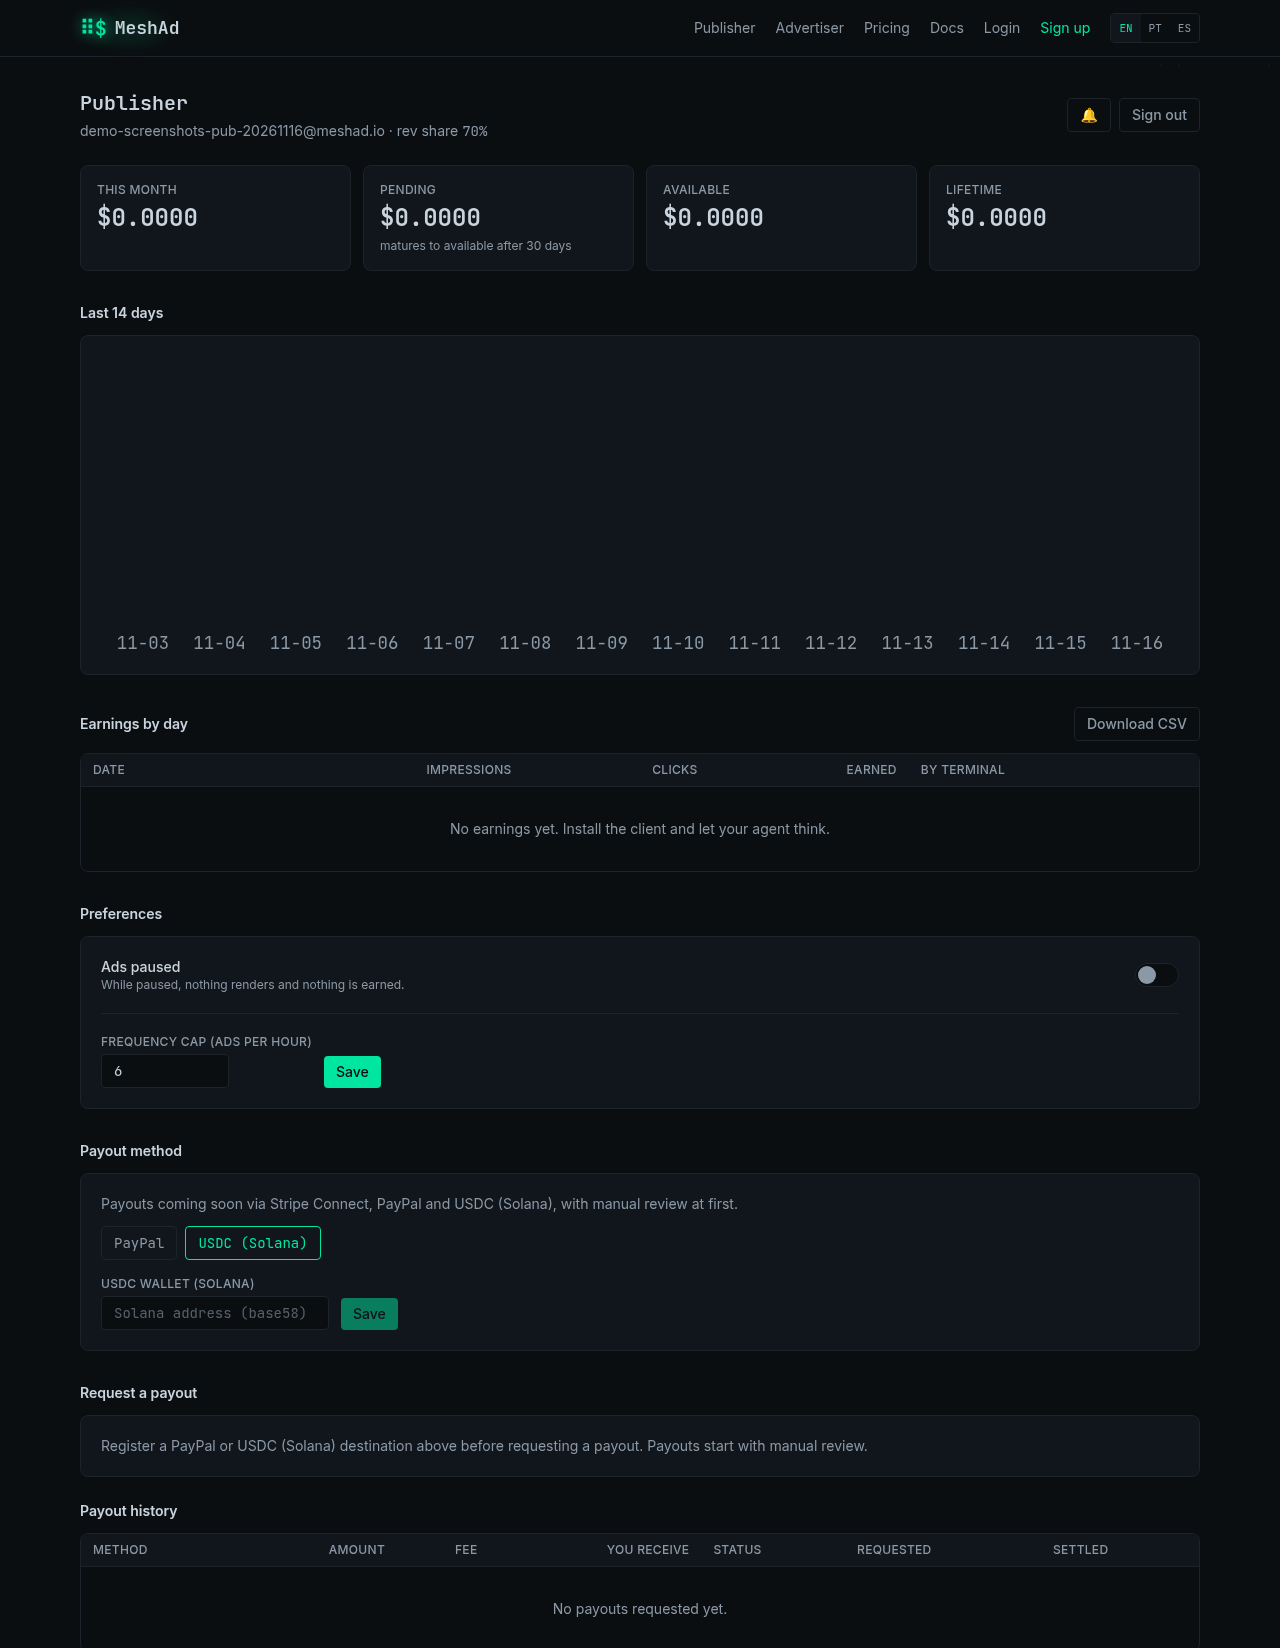 $ MeshAd
Publisher Advertiser Pricing Docs Login Sign up EN PT ES
Publisher
demo-screenshots-pub-20261116@meshad.io · rev share 70%
Sign out
THIS MONTH
$0.0000
PENDING
$0.0000
matures to available after 30 days
AVAILABLE
$0.0000
LIFETIME
$0.0000
Last 14 days
11-03 11-04 11-05 11-06 11-07 11-08 11-09 11-10 11-11 11-12 11-13 11-14 11-15 11-16
Earnings by day
Download CSV
DATE IMPRESSIONS CLICKS EARNED BY TERMINAL
No earnings yet. Install the client and let your agent think.
Preferences
Ads paused
While paused, nothing renders and nothing is earned.
FREQUENCY CAP (ADS PER HOUR)
6
Save
Payout method
Payouts coming soon via Stripe Connect, PayPal and USDC (Solana), with manual review at first.
PayPal USDC (Solana)
USDC WALLET (SOLANA)
Solana address (base58) Save
Request a payout
Register a PayPal or USDC (Solana) destination above before requesting a payout. Payouts start with manual review.
Payout history
METHOD AMOUNT FEE YOU RECEIVE STATUS REQUESTED SETTLED
No payouts requested yet.